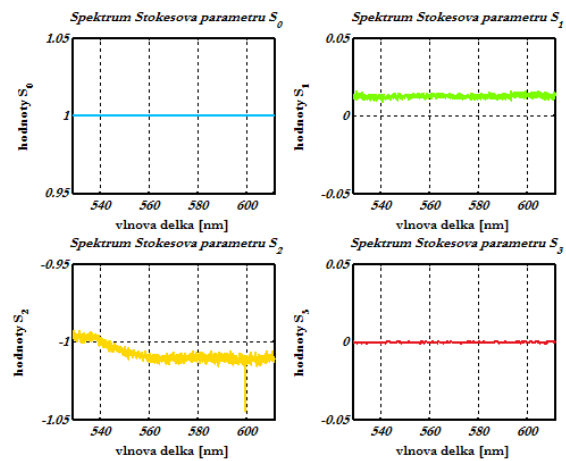 Spektrum Stokesova parametru S0
1.05
1
0.95
hodnoty S0
540 560 580 600
vlnova delka [nm]
Spektrum Stokesova parametru S1
0.05
0
-0.05
hodnoty S1
540 560 580 600
vlnova delka [nm]
Spektrum Stokesova parametru S2
-0.95
-1
-1.05
hodnoty S2
540 560 580 600
vlnova delka [nm]
Spektrum Stokesova parametru S3
0.05
0
-0.05
hodnoty S3
540 560 580 600
vlnova delka [nm]